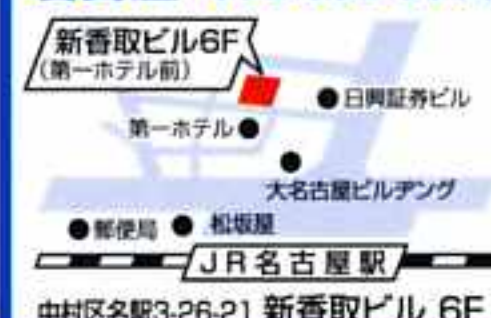 新香取ビル6F
(第一ホテル前)
日興証券ビル
第一ホテル
大名古屋ビルヂング
郵便局
松坂屋
JR名古屋駅
中村区名駅3-26-21 新香取ビル 6F